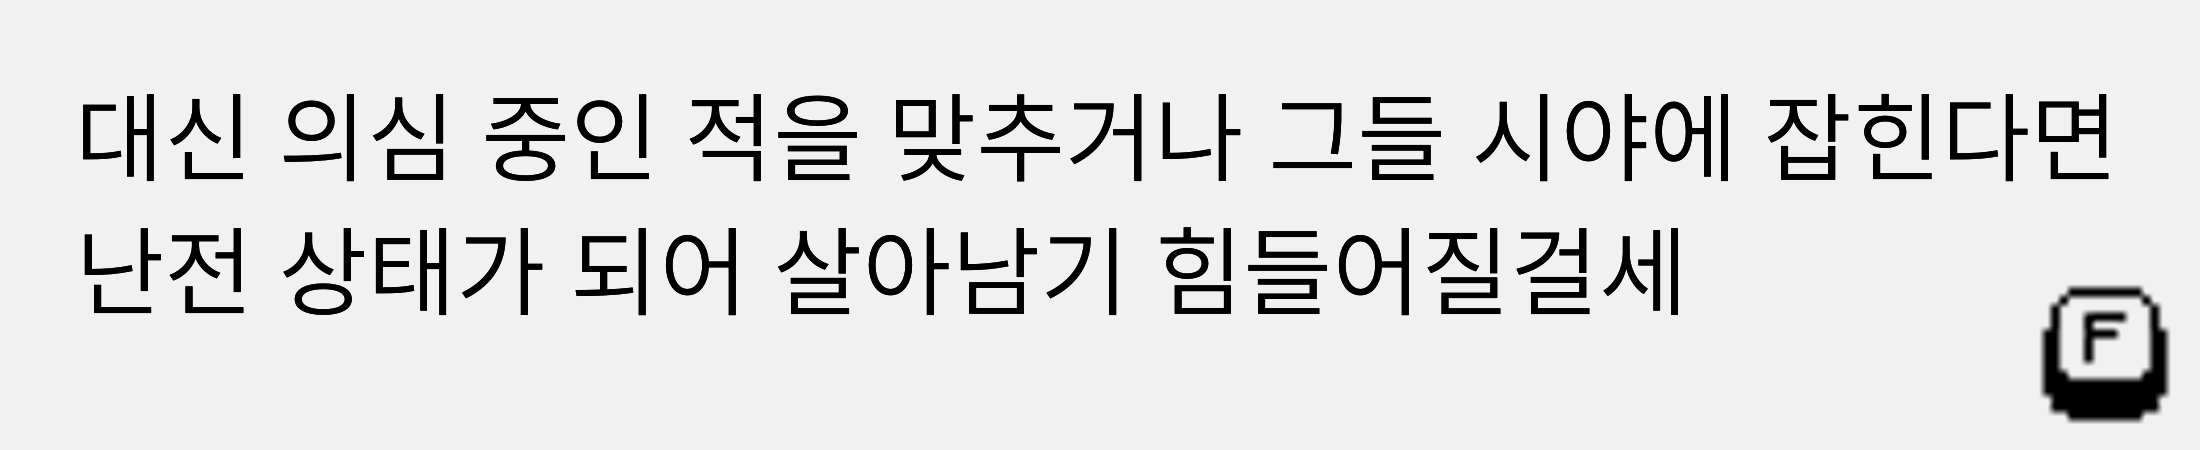 대신 의심 중인 적을 맞추거나 그들 시야에 잡힌다면
난전 상태가 되어 살아남기 힘들어질걸세
F